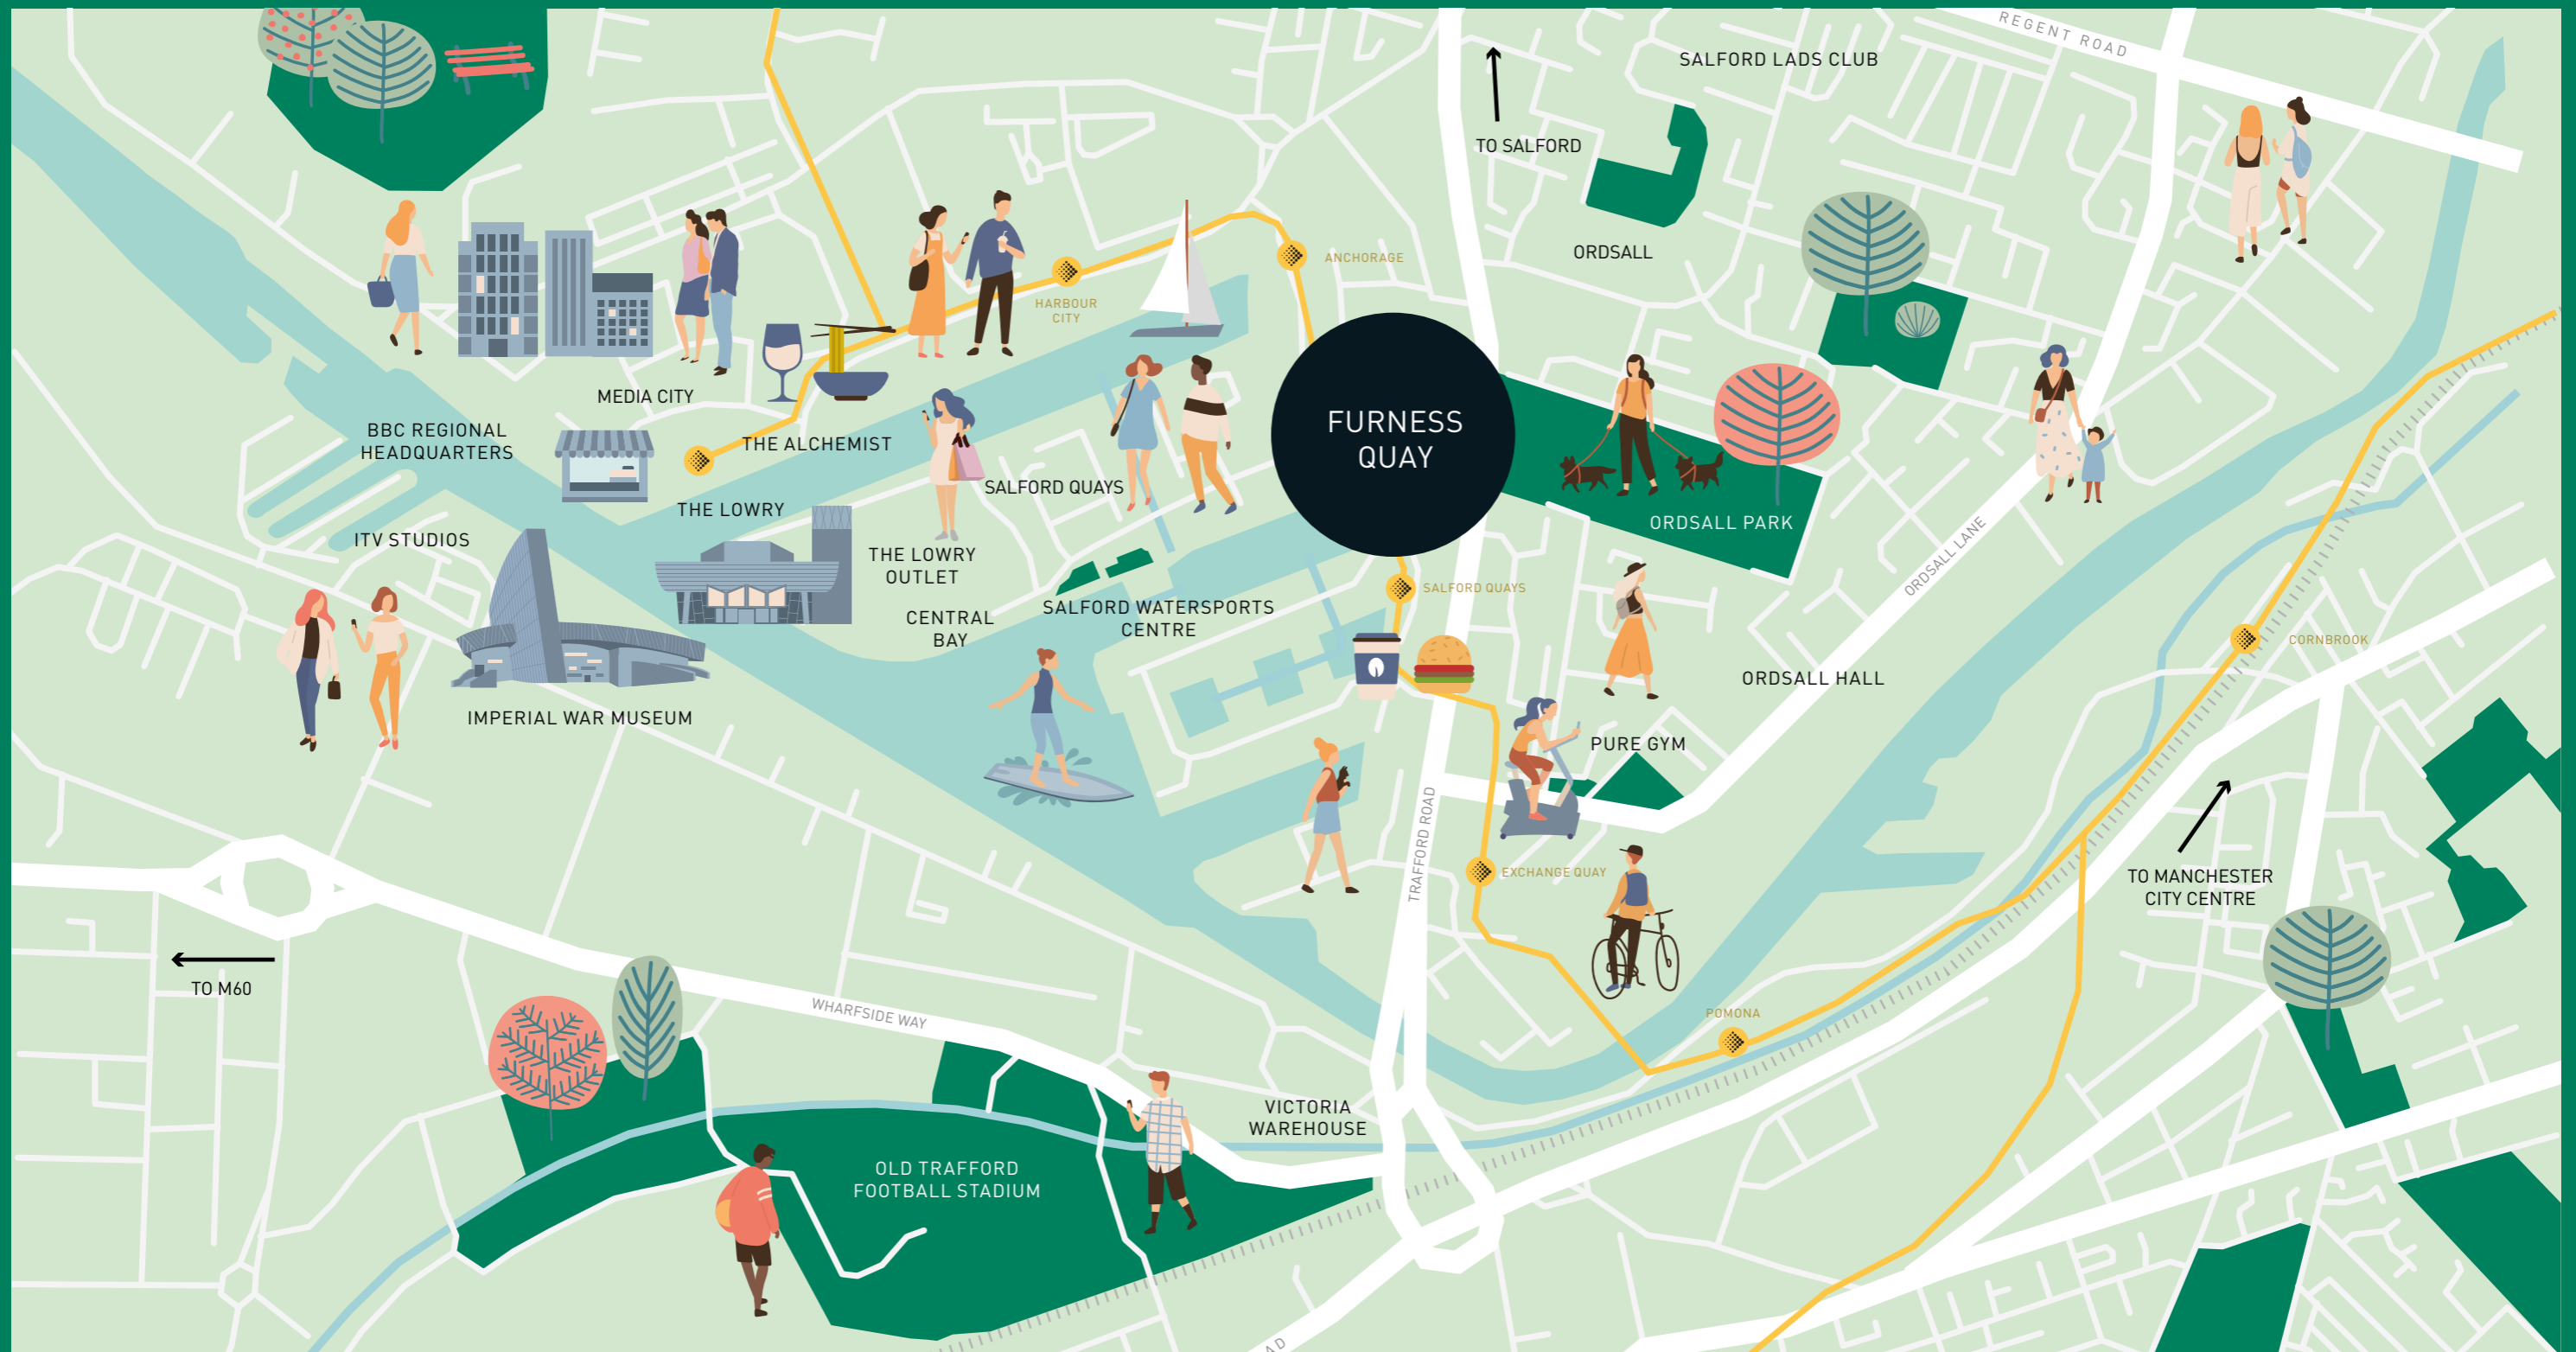 REGENT ROAD
SALFORD LADS CLUB
TO SALFORD
ORDSALL
ANCHORAGE
HARBOUR
CITY
MEDIA CITY
FURNESS
QUAY
BBC REGIONAL
HEADQUARTERS
THE ALCHEMIST
SALFORD QUAYS
THE LOWRY
ORDSALL PARK
ORDSALL LANE
ITV STUDIOS
THE LOWRY
OUTLET
SALFORD QUAYS
CENTRAL
BAY
SALFORD WATERSPORTS
CENTRE
CORNBROOK
ORDSALL HALL
IMPERIAL WAR MUSEUM
PURE GYM
TRAFFORD ROAD
EXCHANGE QUAY
TO MANCHESTER
CITY CENTRE
TO M60
WHARFSIDE WAY
POMONA
VICTORIA
WAREHOUSE
OLD TRAFFORD
FOOTBALL STADIUM